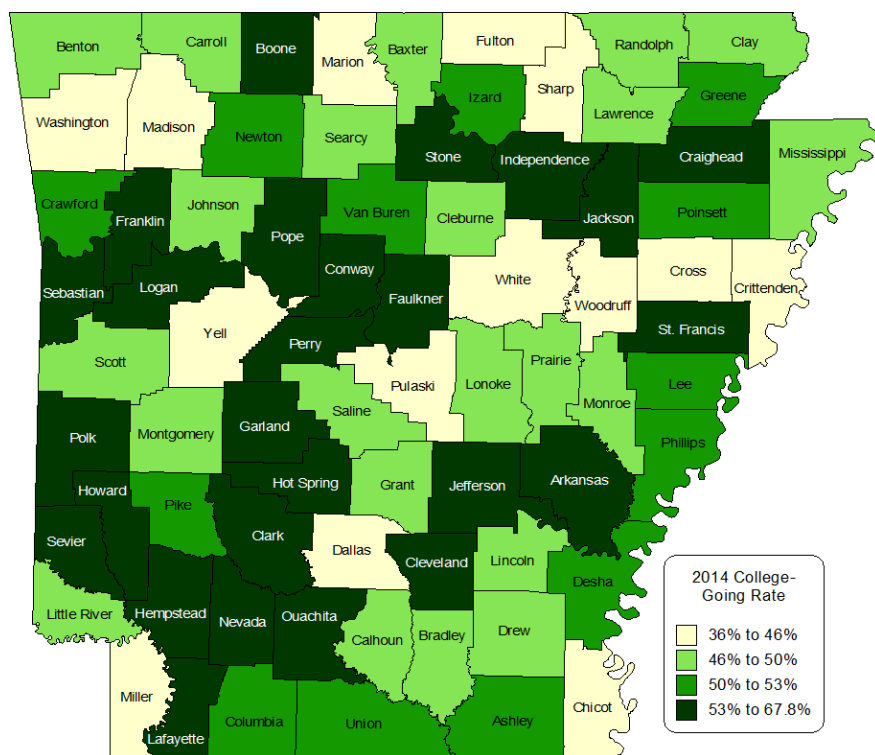 Benton
Carroll
Boone
Marion
Baxter
Fulton
Randolph
Clay
Washington
Madison
Newton
Searcy
Izard
Sharp
Lawrence
Greene
Stone
Independence
Jackson
Craighead
Mississippi
Crawford
Franklin
Johnson
Pope
Van Buren
Cleburne
Poinsett
Sebastian
Logan
Conway
Faulkner
White
Woodruff
Cross
Crittenden
Yell
Perry
St. Francis
Scott
Pulaski
Lonoke
Prairie
Monroe
Lee
Polk
Montgomery
Garland
Saline
Phillips
Howard
Pike
Hot Spring
Grant
Jefferson
Arkansas
Sevier
Clark
Dallas
Cleveland
Lincoln
Desha
Little River
Hempstead
Nevada
Ouachita
Calhoun
Bradley
Drew
Miller
Lafayette
Columbia
Union
Ashley
Chicot
2014 College-
Going Rate
36% to 46%
46% to 50%
50% to 53%
53% to 67.8%